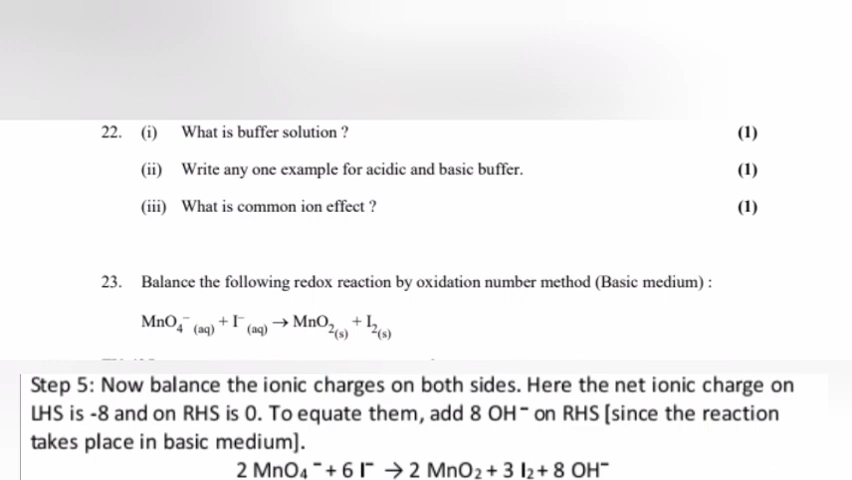 22. (i) What is buffer solution ? (1)
(ii) Write any one example for acidic and basic buffer. (1)
(iii) What is common ion effect ? (1)
23. Balance the following redox reaction by oxidation number method (Basic medium) :
MnO₄⁻(aq) + I⁻(aq) → MnO₂(s) + I₂(s)
Step 5: Now balance the ionic charges on both sides. Here the net ionic charge on
LHS is -8 and on RHS is 0. To equate them, add 8 OH⁻ on RHS [since the reaction
takes place in basic medium].
2 MnO₄⁻ + 6 I⁻ → 2 MnO₂ + 3 I₂ + 8 OH⁻